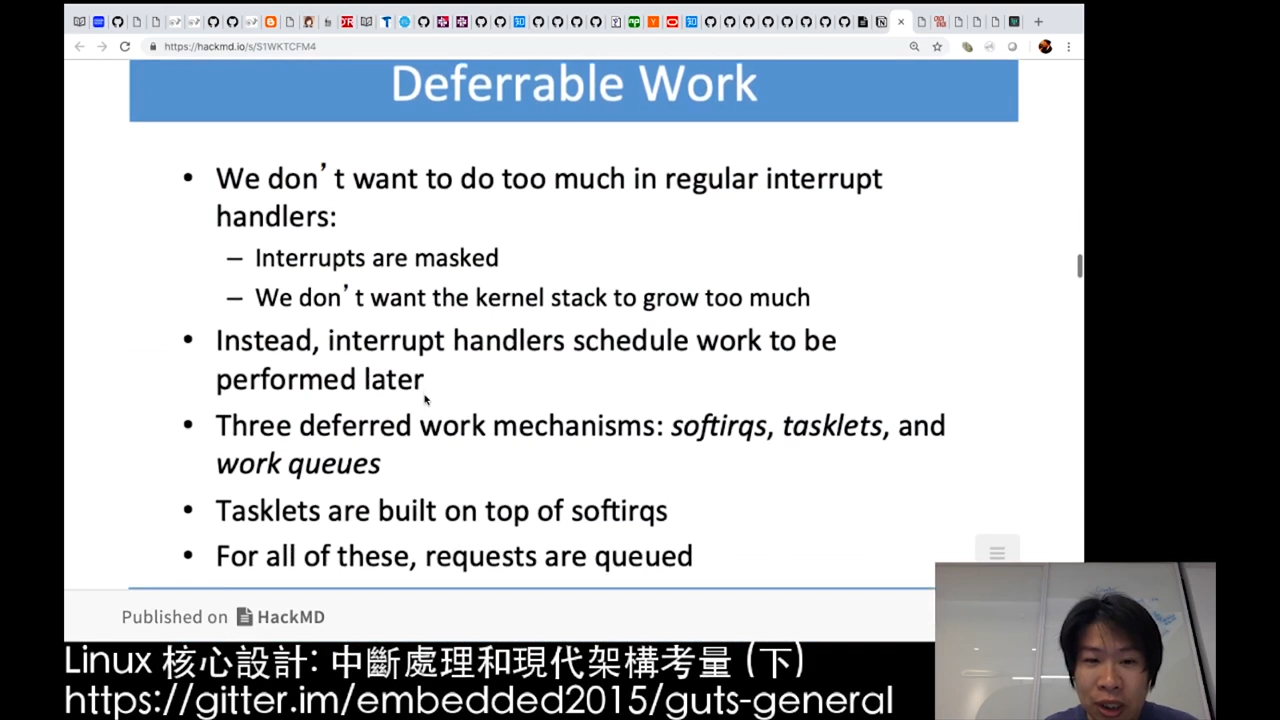 https://hackmd.io/s/S1WKTCFM4
Deferrable Work
• We don't want to do too much in regular interrupt
handlers:
– Interrupts are masked
– We don't want the kernel stack to grow too much
• Instead, interrupt handlers schedule work to be
performed later
• Three deferred work mechanisms: softirqs, tasklets, and
work queues
• Tasklets are built on top of softirqs
• For all of these, requests are queued
Published on HackMD
Linux 核心設計: 中斷處理和現代架構考量 (下)
https://gitter.im/embedded2015/guts-general